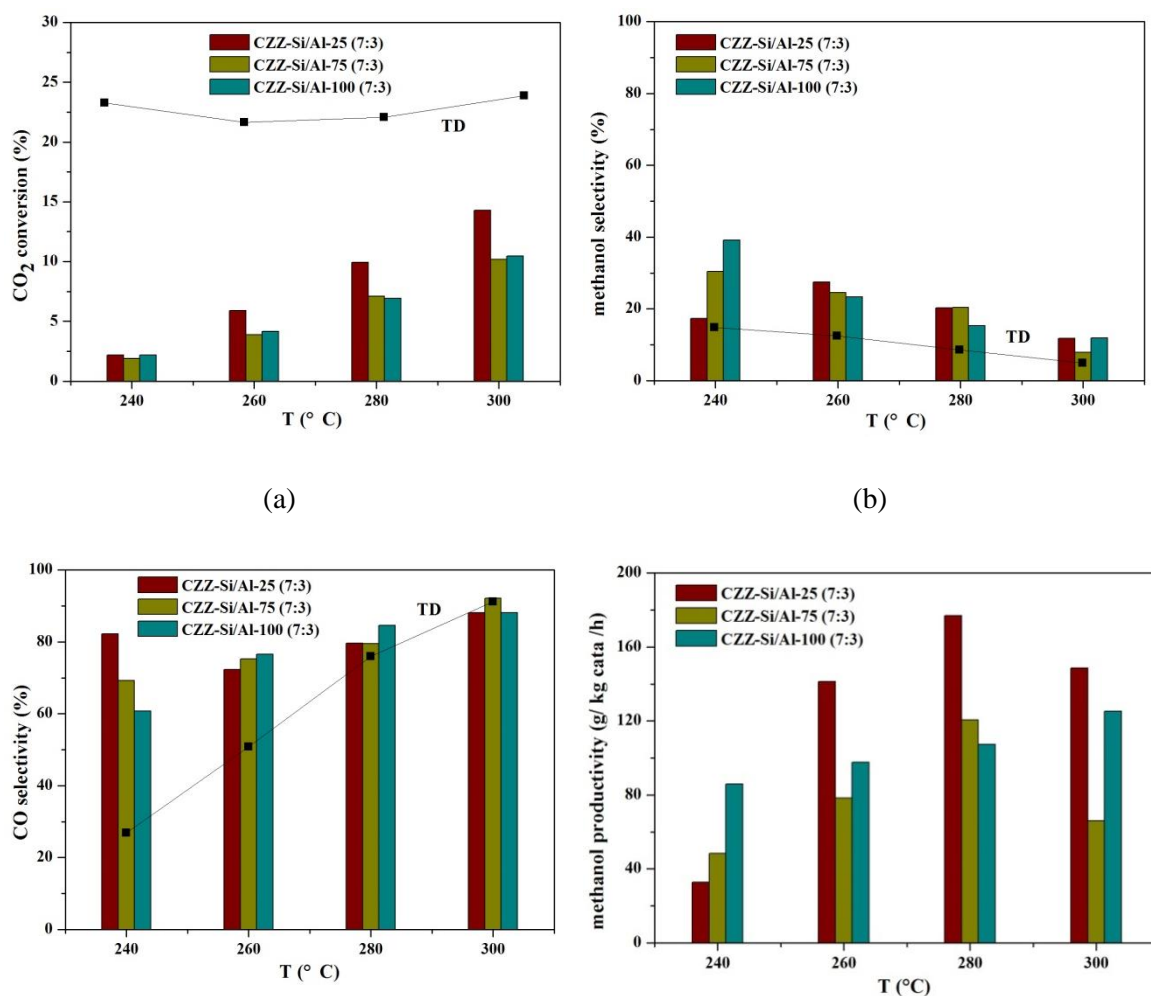 30
25
20
15
10
5
0
CO2 conversion (%)
CZZ-Si/Al-25 (7:3)
CZZ-Si/Al-75 (7:3)
CZZ-Si/Al-100 (7:3)
TD
240 260 280 300
T (° C)
(a)
100
80
60
40
20
0
methanol selectivity (%)
CZZ-Si/Al-25 (7:3)
CZZ-Si/Al-75 (7:3)
CZZ-Si/Al-100 (7:3)
TD
240 260 280 300
T (° C)
(b)
100
80
60
40
20
0
CO selectivity (%)
CZZ-Si/Al-25 (7:3)
CZZ-Si/Al-75 (7:3)
CZZ-Si/Al-100 (7:3)
TD
240 260 280 300
T (° C)
200
160
120
80
40
0
methanol productivity (g/ kg cata /h)
CZZ-Si/Al-25 (7:3)
CZZ-Si/Al-75 (7:3)
CZZ-Si/Al-100 (7:3)
240 260 280 300
T (°C)